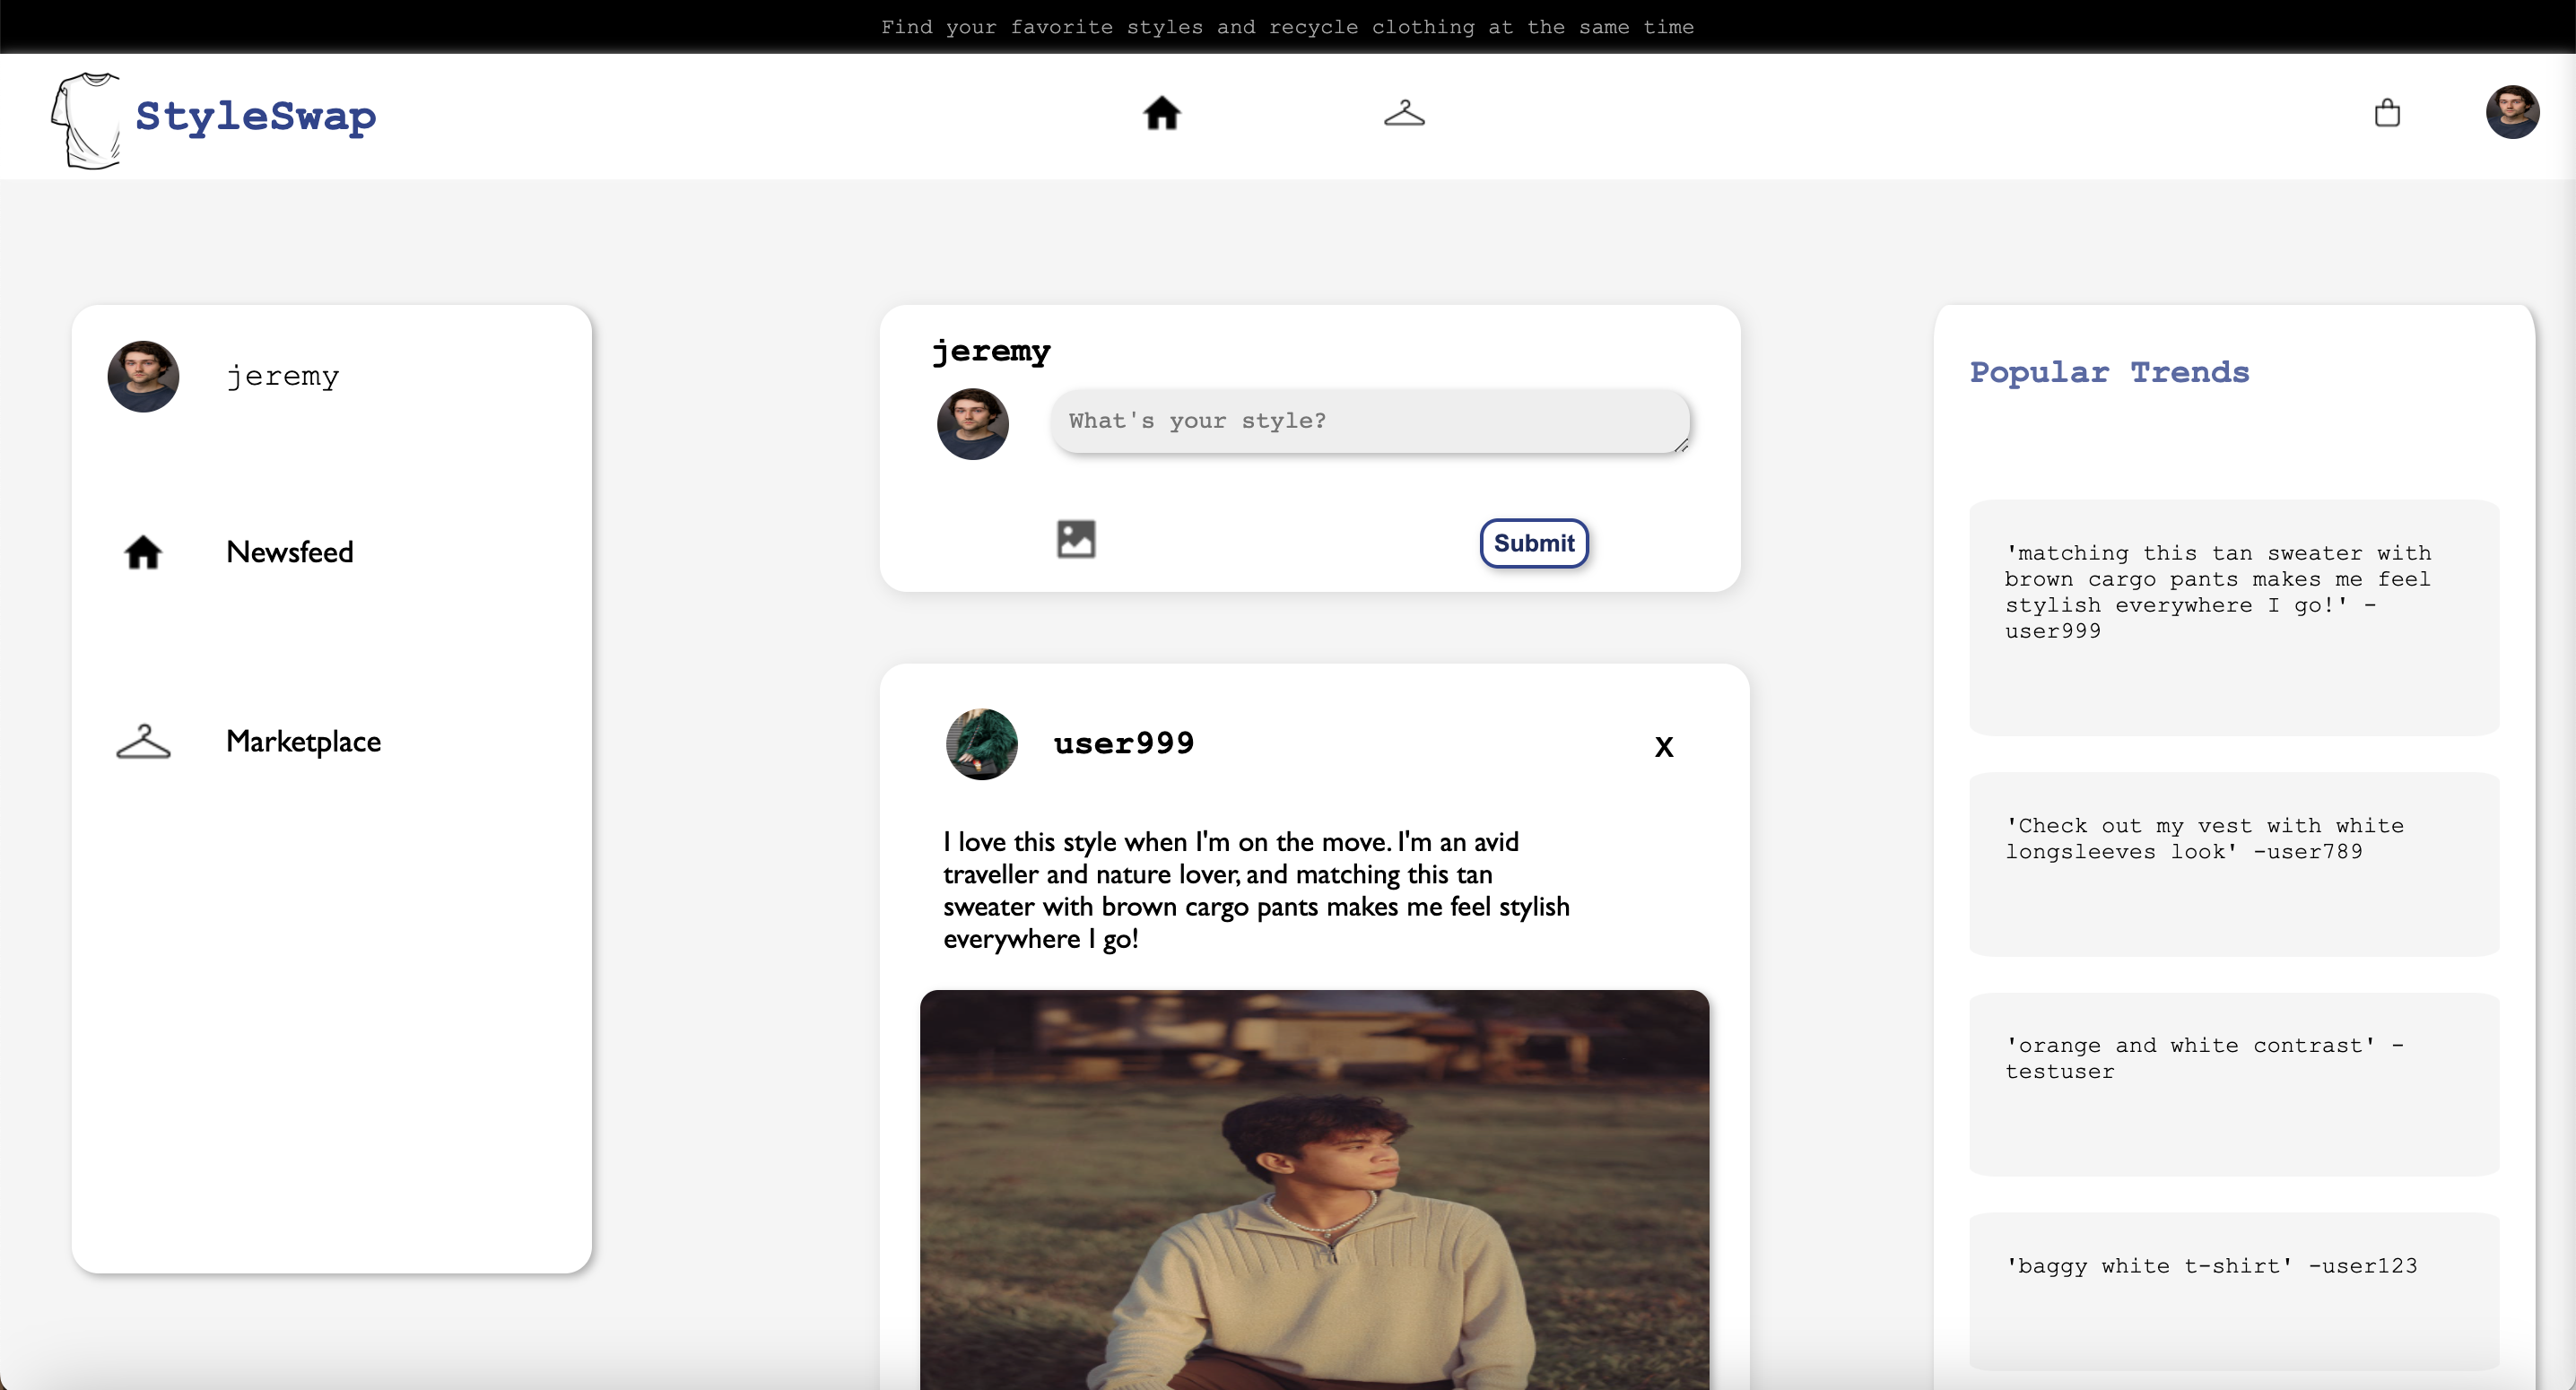 Find your favorite styles and recycle clothing at the same time
StyleSwap
jeremy
Newsfeed
Marketplace
jeremy
What's your style?
Submit
user999
X
I love this style when I'm on the move. I'm an avid
traveller and nature lover, and matching this tan
sweater with brown cargo pants makes me feel stylish
everywhere I go!
Popular Trends
'matching this tan sweater with
brown cargo pants makes me feel
stylish everywhere I go!' -
user999
'Check out my vest with white
longsleeves look' -user789
'orange and white contrast' -
testuser
'baggy white t-shirt' -user123